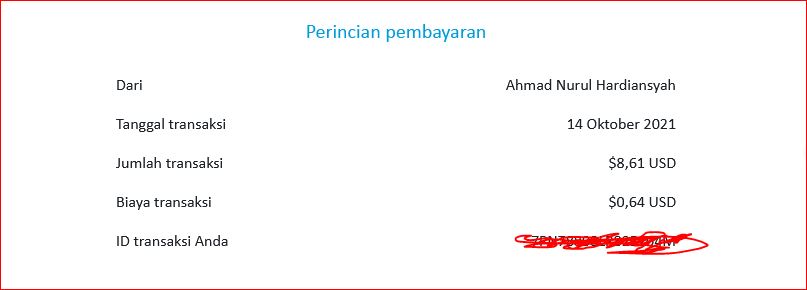 Perincian pembayaran
Dari Ahmad Nurul Hardiansyah
Tanggal transaksi 14 Oktober 2021
Jumlah transaksi $8,61 USD
Biaya transaksi $0,64 USD
ID transaksi Anda